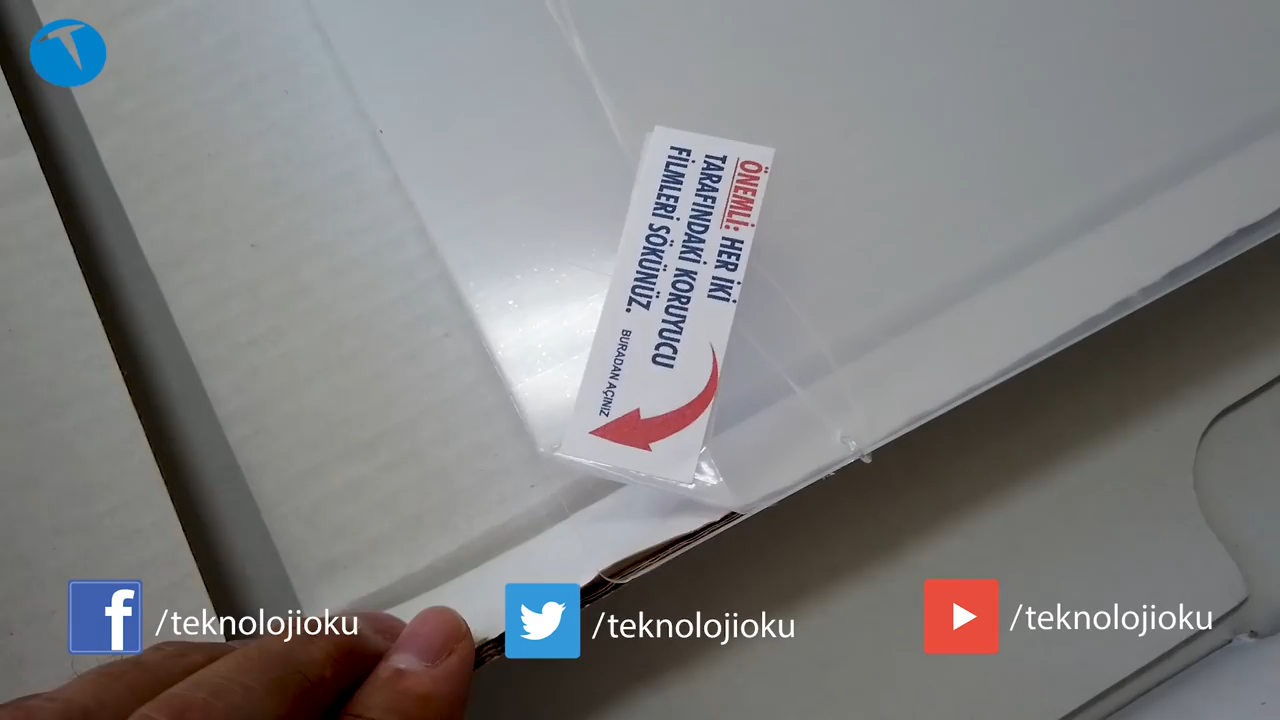 ÖNEMLİ: HER İKİ
TARAFINDAKİ KORUYUCU
FİLMLERİ SÖKÜNÜZ.
BURADAN AÇINIZ
/teknolojioku
/teknolojioku
/teknolojioku